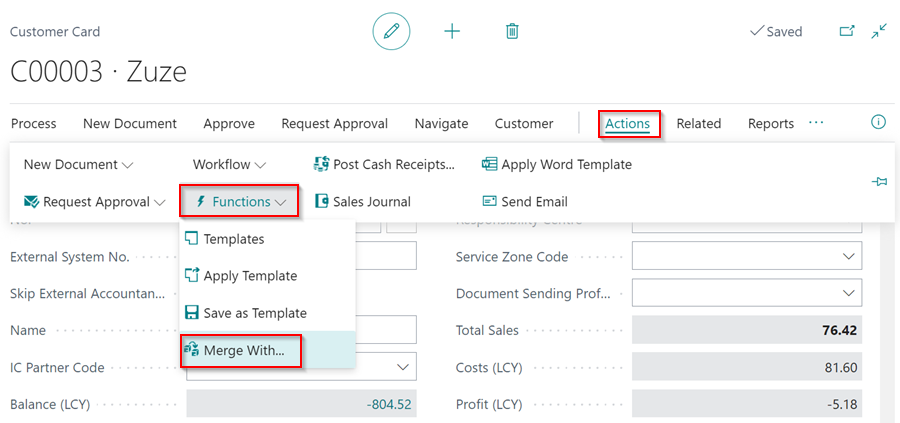 Customer Card
Saved
C00003 · Zuze
Process New Document Approve Request Approval Navigate Customer Actions Related Reports ···
New Document Workflow Post Cash Receipts... Apply Word Template
Request Approval Functions Sales Journal Send Email
No. Responsibility Centre
Templates
External System No. Service Zone Code
Apply Template
Skip External Accountan... Document Sending Prof...
Save as Template
Name Total Sales 76.42
Merge With...
IC Partner Code Costs (LCY) 81.60
Balance (LCY) -804.52 Profit (LCY) -5.18